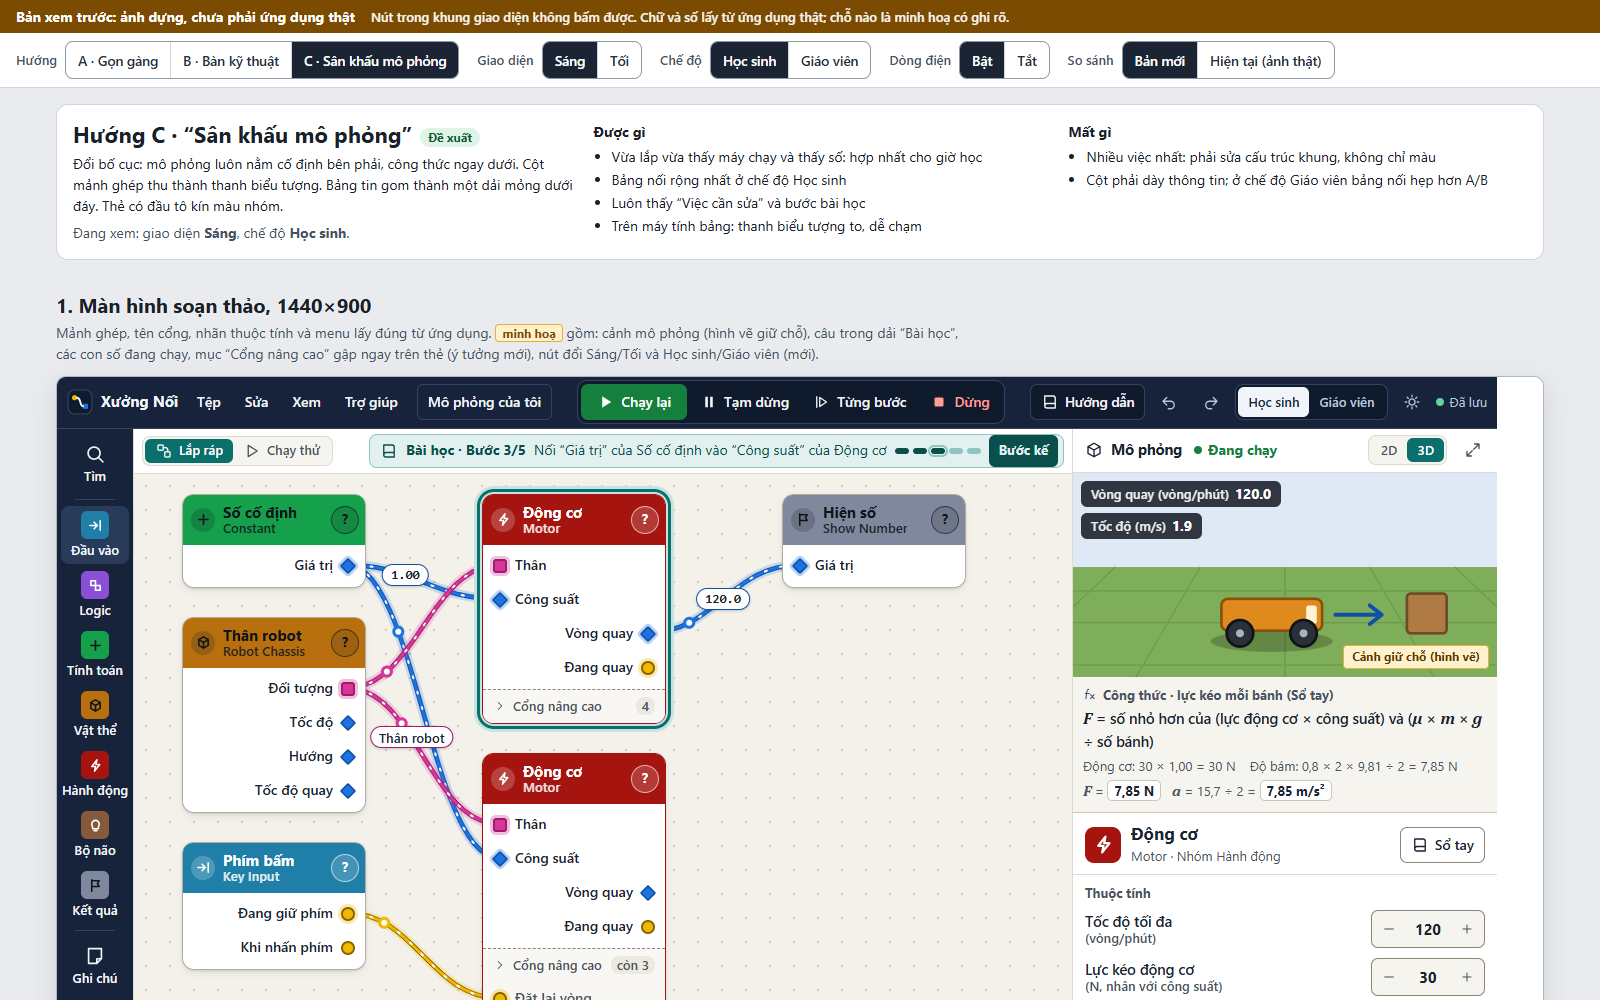 Bản xem trước: ảnh dựng, chưa phải ứng dụng thật Nút trong khung giao diện không bấm được. Chữ và số lấy từ ứng dụng thật; chỗ nào là minh hoạ có ghi rõ.
Hướng A · Gọn gàng B · Bàn kỹ thuật C · Sân khấu mô phỏng Giao diện Sáng Tối Chế độ Học sinh Giáo viên Dòng điện Bật Tắt So sánh Bản mới Hiện tại (ảnh thật)
Hướng C · “Sân khấu mô phỏng” Đề xuất
Đổi bố cục: mô phỏng luôn nằm cố định bên phải, công thức ngay dưới. Cột
mảnh ghép thu thành thanh biểu tượng. Bảng tin gom thành một dải mỏng dưới
đáy. Thẻ có đầu tô kín màu nhóm.
Đang xem: giao diện Sáng, chế độ Học sinh.
Được gì
Vừa lắp vừa thấy máy chạy và thấy số: hợp nhất cho giờ học
Bảng nối rộng nhất ở chế độ Học sinh
Luôn thấy “Việc cần sửa” và bước bài học
Trên máy tính bảng: thanh biểu tượng to, dễ chạm
Mất gì
Nhiều việc nhất: phải sửa cấu trúc khung, không chỉ màu
Cột phải dày thông tin; ở chế độ Giáo viên bảng nối hẹp hơn A/B
1. Màn hình soạn thảo, 1440×900
Mảnh ghép, tên cổng, nhãn thuộc tính và menu lấy đúng từ ứng dụng. minh hoạ gồm: cảnh mô phỏng (hình vẽ giữ chỗ), câu trong dải “Bài học”,
các con số đang chạy, mục “Cổng nâng cao” gập ngay trên thẻ (ý tưởng mới), nút đổi Sáng/Tối và Học sinh/Giáo viên (mới).
Xưởng Nối Tệp Sửa Xem Trợ giúp Mô phỏng của tôi Chạy lại Tạm dừng Từng bước Dừng Hướng dẫn Học sinh Giáo viên Đã lưu
Tìm
Đầu vào
Logic
Tính toán
Vật thể
Hành động
Bộ não
Kết quả
Ghi chú
Lắp ráp Chạy thử Bài học · Bước 3/5 Nối “Giá trị” của Số cố định vào “Công suất” của Động cơ Bước kế
Số cố định ?
Constant
Giá trị
1.00
Thân robot ?
Robot Chassis
Đối tượng
Tốc độ
Hướng
Tốc độ quay
Thân robot
Phím bấm ?
Key Input
Đang giữ phím
Khi nhấn phím
Động cơ ?
Motor
Thân
Công suất
Vòng quay
Đang quay
Cổng nâng cao 4
120.0
Động cơ ?
Motor
Thân
Công suất
Vòng quay
Đang quay
Cổng nâng cao còn 3
Đặt lại vòng
Hiện số ?
Show Number
Giá trị
Mô phỏng Đang chạy 2D 3D
Vòng quay (vòng/phút) 120.0
Tốc độ (m/s) 1.9
Cảnh giữ chỗ (hình vẽ)
fx Công thức · lực kéo mỗi bánh (Sổ tay)
F = số nhỏ hơn của (lực động cơ × công suất) và (μ × m × g
÷ số bánh)
Động cơ: 30 × 1,00 = 30 N Độ bám: 0,8 × 2 × 9,81 ÷ 2 = 7,85 N
F = 7,85 N a = 15,7 ÷ 2 = 7,85 m/s²
Động cơ Sổ tay
Motor · Nhóm Hành động
Thuộc tính
Tốc độ tối đa − 120 +
(vòng/phút)
Lực kéo động cơ − 30 +
(N, nhân với công suất)